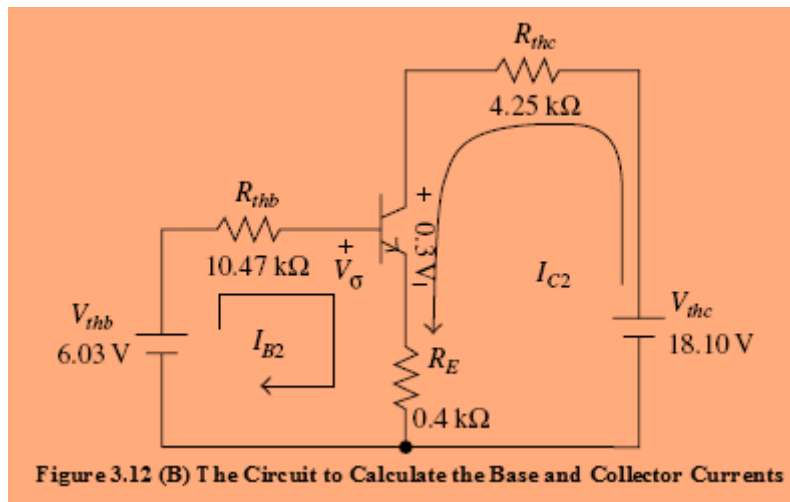 R_thc
4.25 kΩ
R_thb
10.47 kΩ
+
V_σ
+
0.3 V
−
I_C2
V_thb
6.03 V
I_B2
R_E
0.4 kΩ
V_thc
18.10 V
Figure 3.12 (B) The Circuit to Calculate the Base and Collector Currents